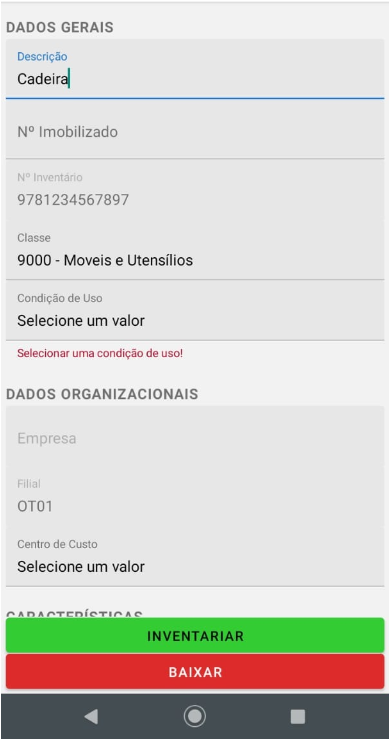 DADOS GERAIS
Descrição
Cadeira
Nº Imobilizado
Nº Inventário
9781234567897
Classe
9000 - Moveis e Utensílios
Condição de Uso
Selecione um valor
Selecionar uma condição de uso!
DADOS ORGANIZACIONAIS
Empresa
Filial
OT01
Centro de Custo
Selecione um valor
CARACTERÍSTICAS
INVENTARIAR
BAIXAR